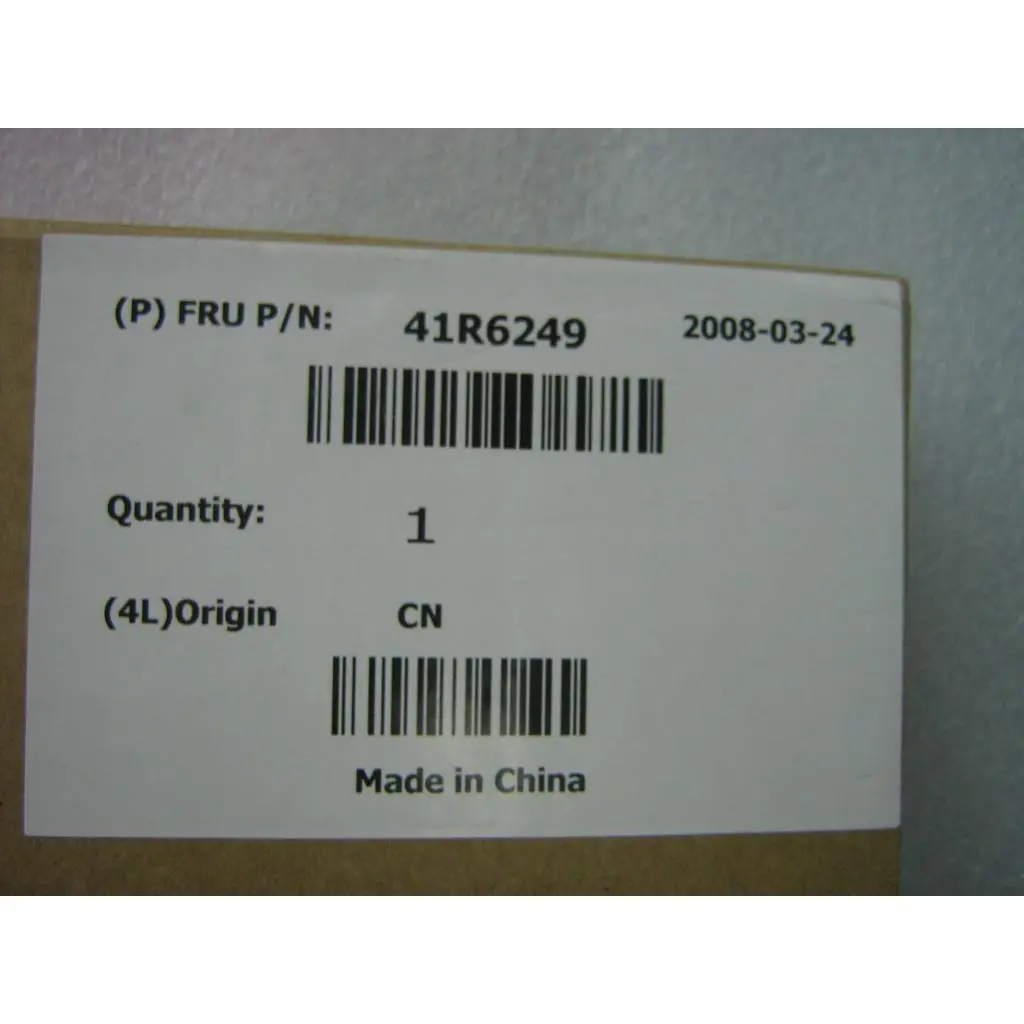 (P) FRU P/N: 41R6249 2008-03-24
Quantity: 1
(4L)Origin CN
Made in China